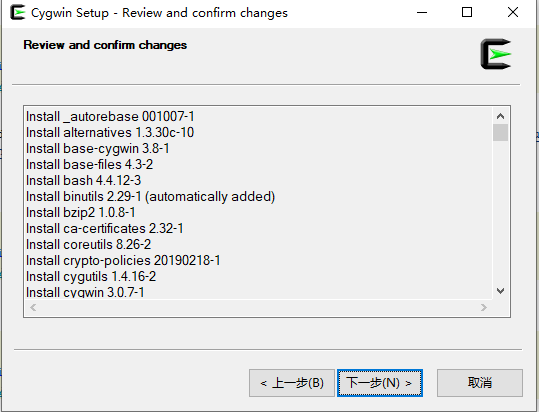 Cygwin Setup - Review and confirm changes
Review and confirm changes
Install _autorebase 001007-1
Install alternatives 1.3.30c-10
Install base-cygwin 3.8-1
Install base-files 4.3-2
Install bash 4.4.12-3
Install binutils 2.29-1 (automatically added)
Install bzip2 1.0.8-1
Install ca-certificates 2.32-1
Install coreutils 8.26-2
Install crypto-policies 20190218-1
Install cygutils 1.4.16-2
Install cygwin 3.0.7-1
< 上一步(B)
下一步(N) >
取消